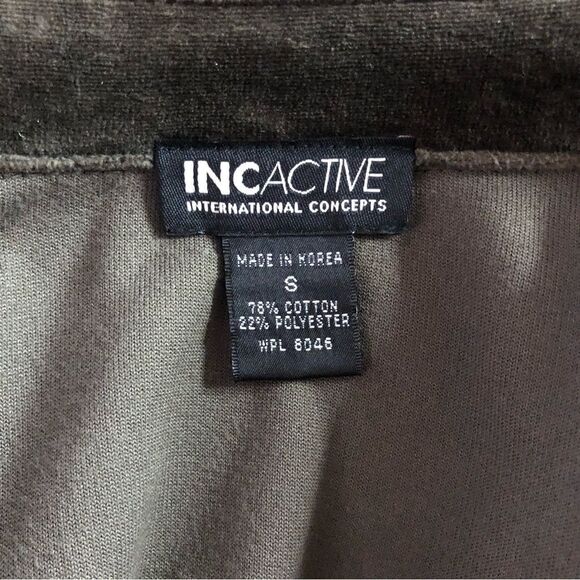 INCACTIVE
INTERNATIONAL CONCEPTS
MADE IN KOREA
S
78% COTTON
22% POLYESTER
WPL 8046